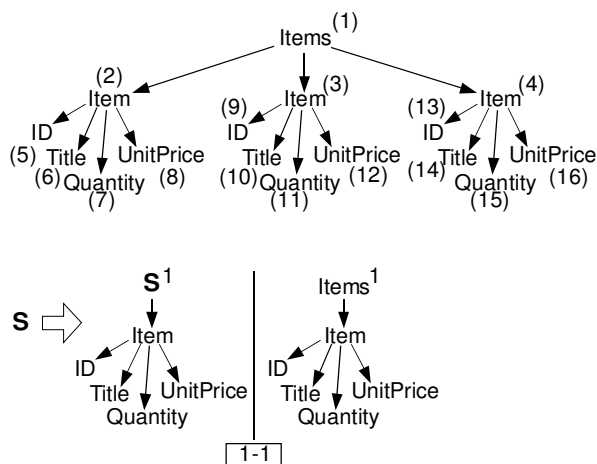 Items (1)
(2) (3) (4)
Item Item Item
(9) (13)
ID ID ID
(5) Title UnitPrice Title UnitPrice Title UnitPrice
(6) (8) (10) (12) (14) (16)
Quantity Quantity Quantity
(7) (11) (15)
S1 Items1
S Item Item
ID ID
Title UnitPrice Title UnitPrice
Quantity Quantity
1-1